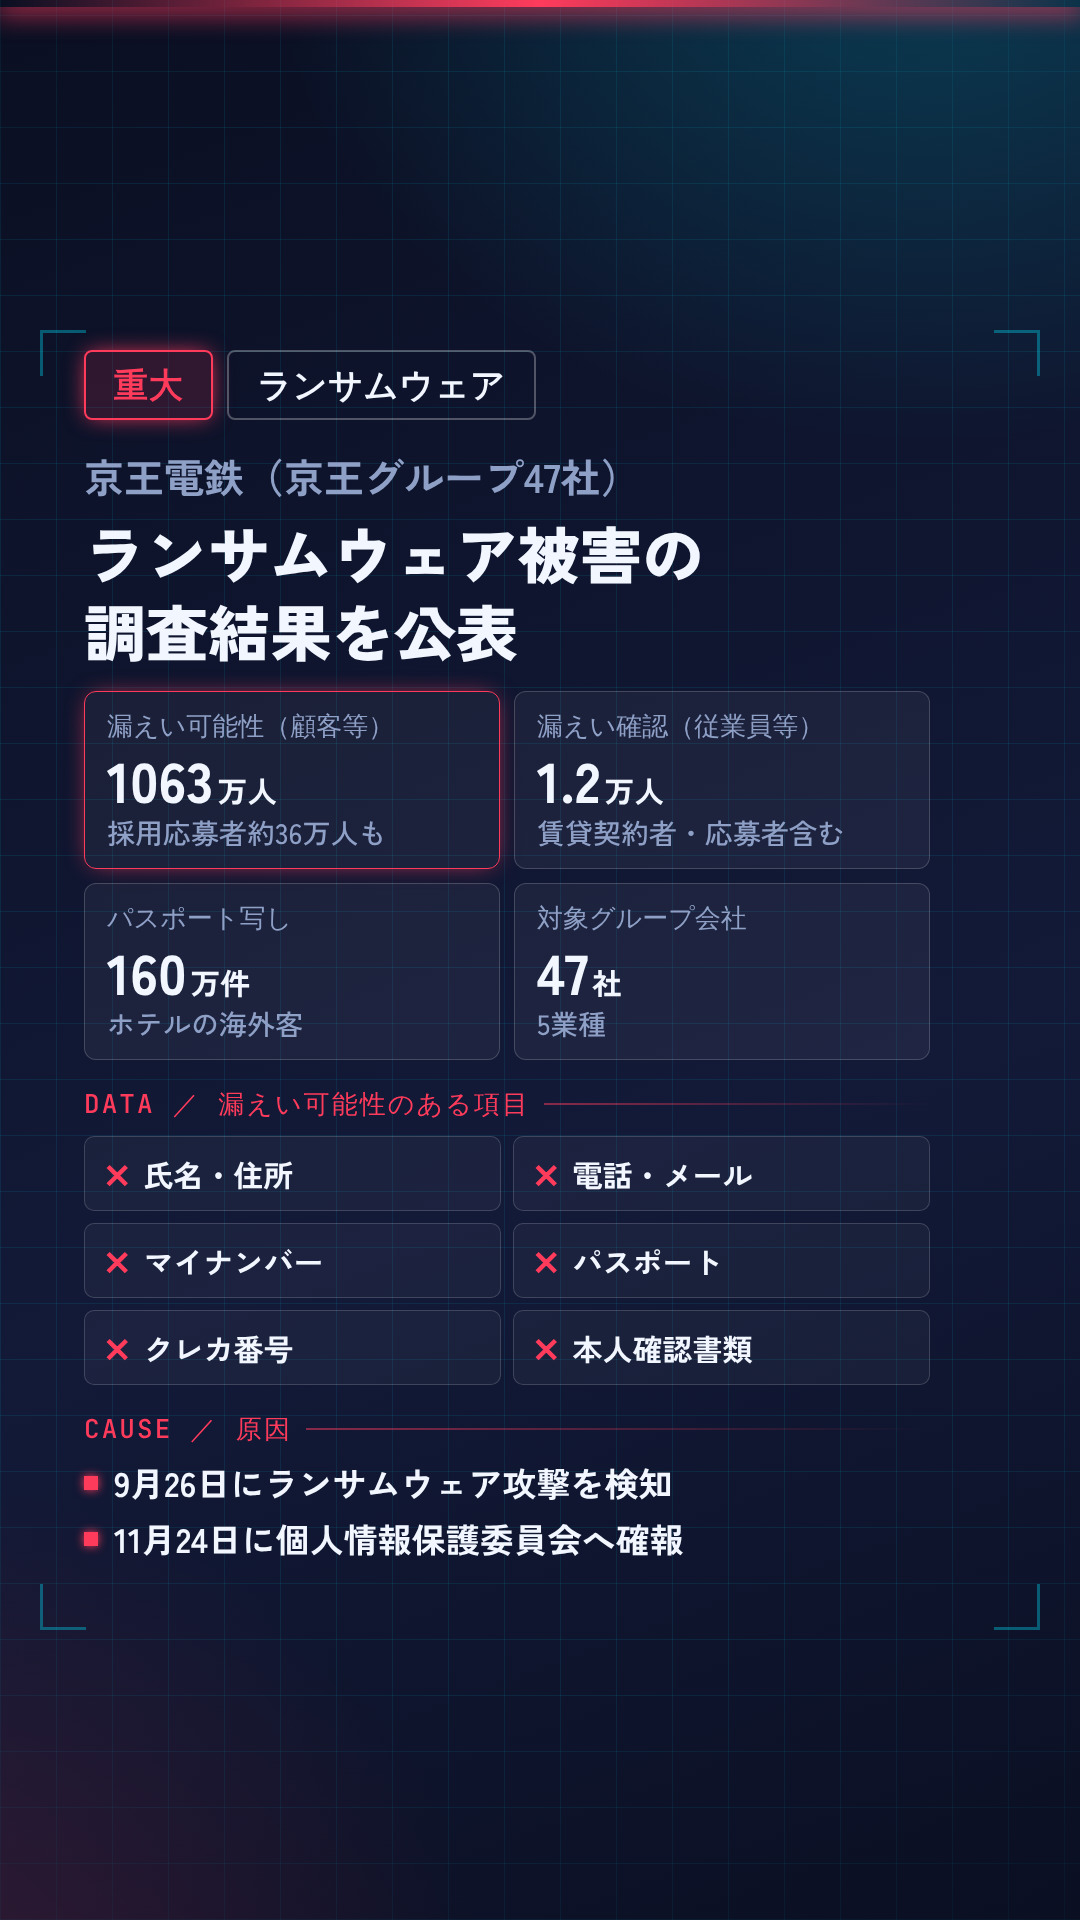 重大
ランサムウェア
京王電鉄（京王グループ47社）
ランサムウェア被害の
調査結果を公表
漏えい可能性（顧客等）
1063万人
採用応募者約36万人も
漏えい確認（従業員等）
1.2万人
賃貸契約者・応募者含む
パスポート写し
160万件
ホテルの海外客
対象グループ会社
47社
5業種
DATA ／ 漏えい可能性のある項目
✕ 氏名・住所
✕ 電話・メール
✕ マイナンバー
✕ パスポート
✕ クレカ番号
✕ 本人確認書類
CAUSE ／ 原因
9月26日にランサムウェア攻撃を検知
11月24日に個人情報保護委員会へ確報